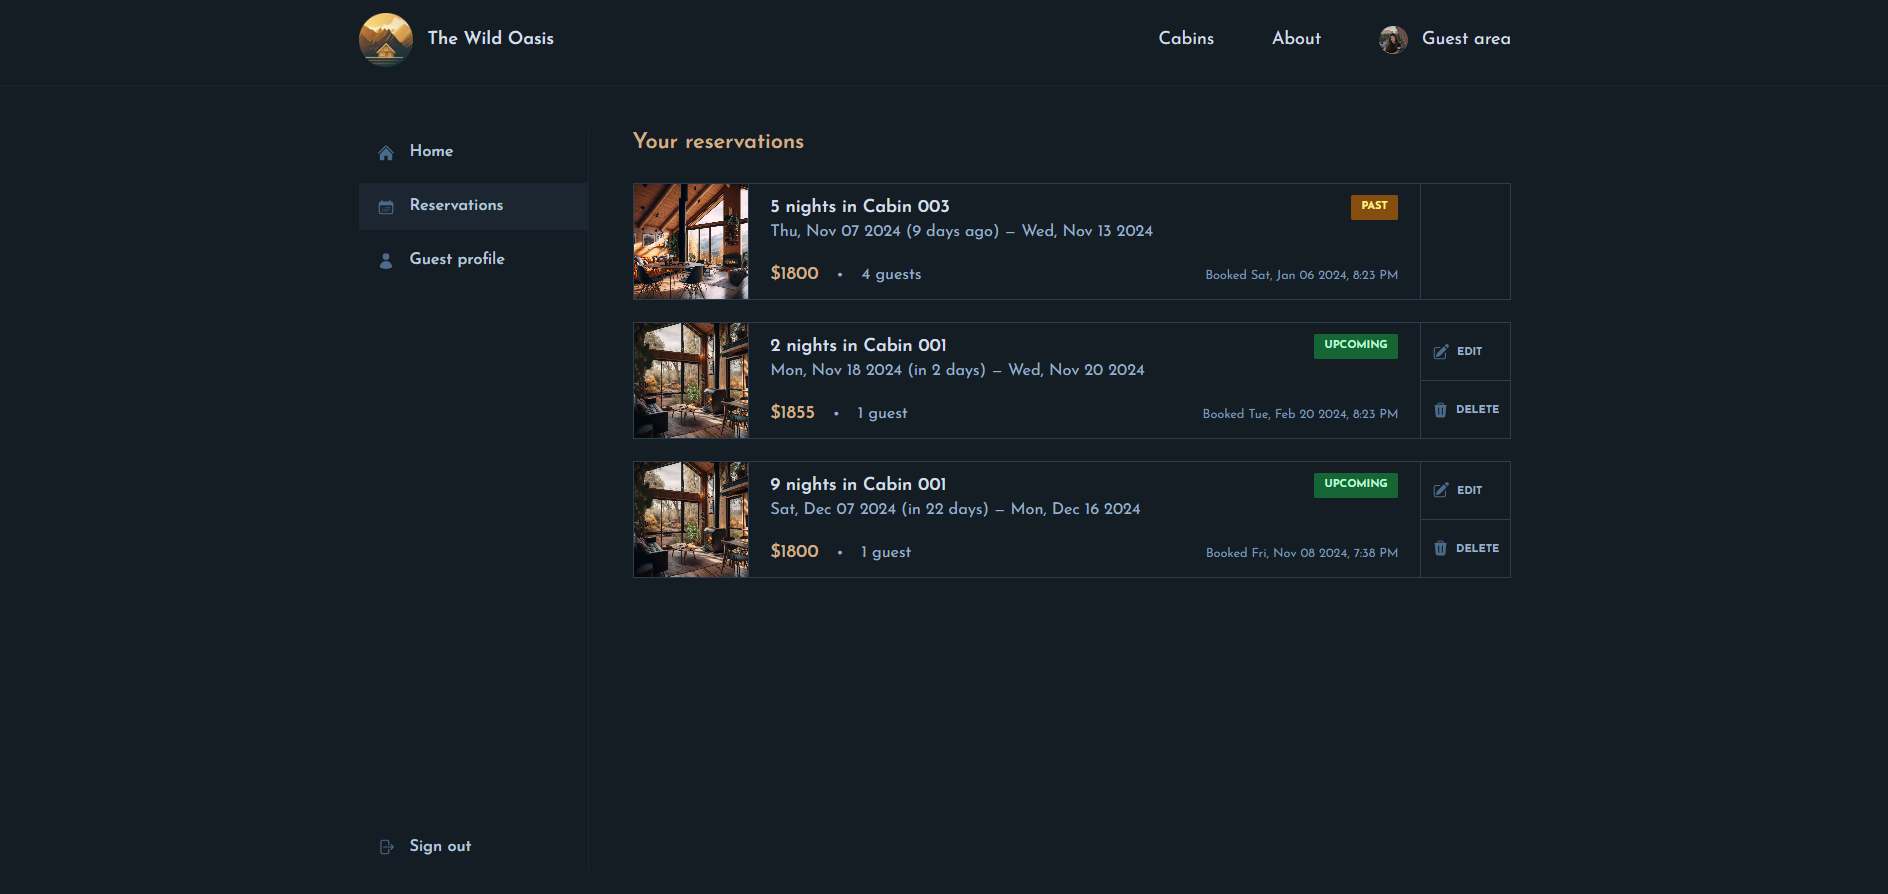 The Wild Oasis
Cabins
About
Guest area
Home
Reservations
Guest profile
Sign out
Your reservations
5 nights in Cabin 003
PAST
Thu, Nov 07 2024 (9 days ago) — Wed, Nov 13 2024
$1800 • 4 guests
Booked Sat, Jan 06 2024, 8:23 PM
2 nights in Cabin 001
UPCOMING
Mon, Nov 18 2024 (in 2 days) — Wed, Nov 20 2024
$1855 • 1 guest
Booked Tue, Feb 20 2024, 8:23 PM
EDIT
DELETE
9 nights in Cabin 001
UPCOMING
Sat, Dec 07 2024 (in 22 days) — Mon, Dec 16 2024
$1800 • 1 guest
Booked Fri, Nov 08 2024, 7:38 PM
EDIT
DELETE